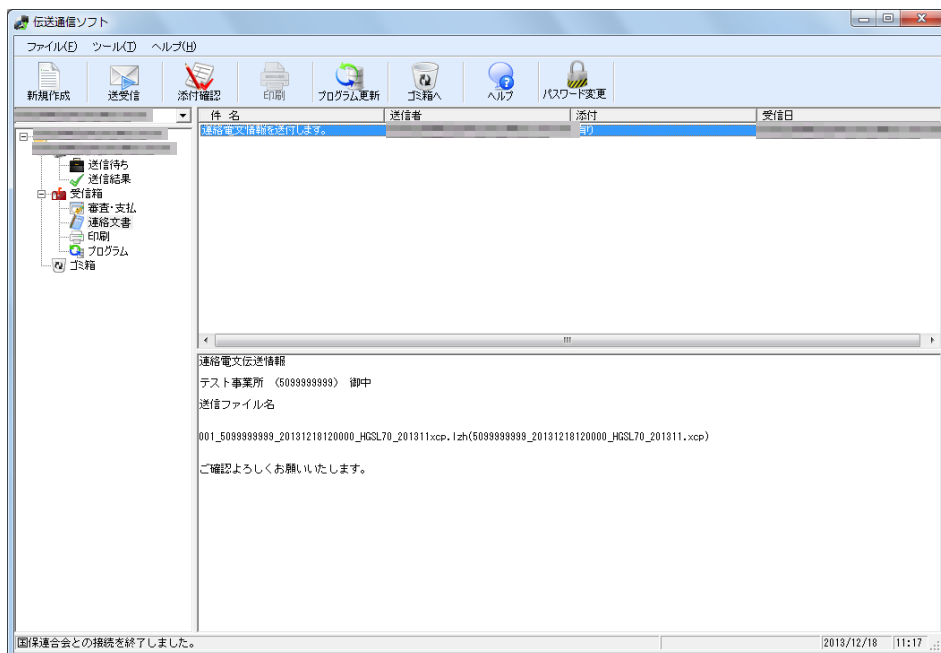 伝送通信ソフト
ファイル(F) ツール(T) ヘルプ(H)
新規作成 送受信 添付確認 印刷 プログラム更新 ゴミ箱へ ヘルプ パスワード変更
件 名 送信者 添付 受信日
連絡電文情報を送付します。 有り
送信待ち
送信結果
受信箱
審査・支払
連絡文書
印刷
プログラム
ゴミ箱
連絡電文伝送情報
テスト事業所 (5099999999) 御中
送信ファイル名
001_5099999999_20131218120000_HGSL70_201311xcp.lzh(5099999999_20131218120000_HGSL70_201311.xcp)
ご確認よろしくお願いいたします。
国保連合会との接続を終了しました。 2013/12/18 11:17